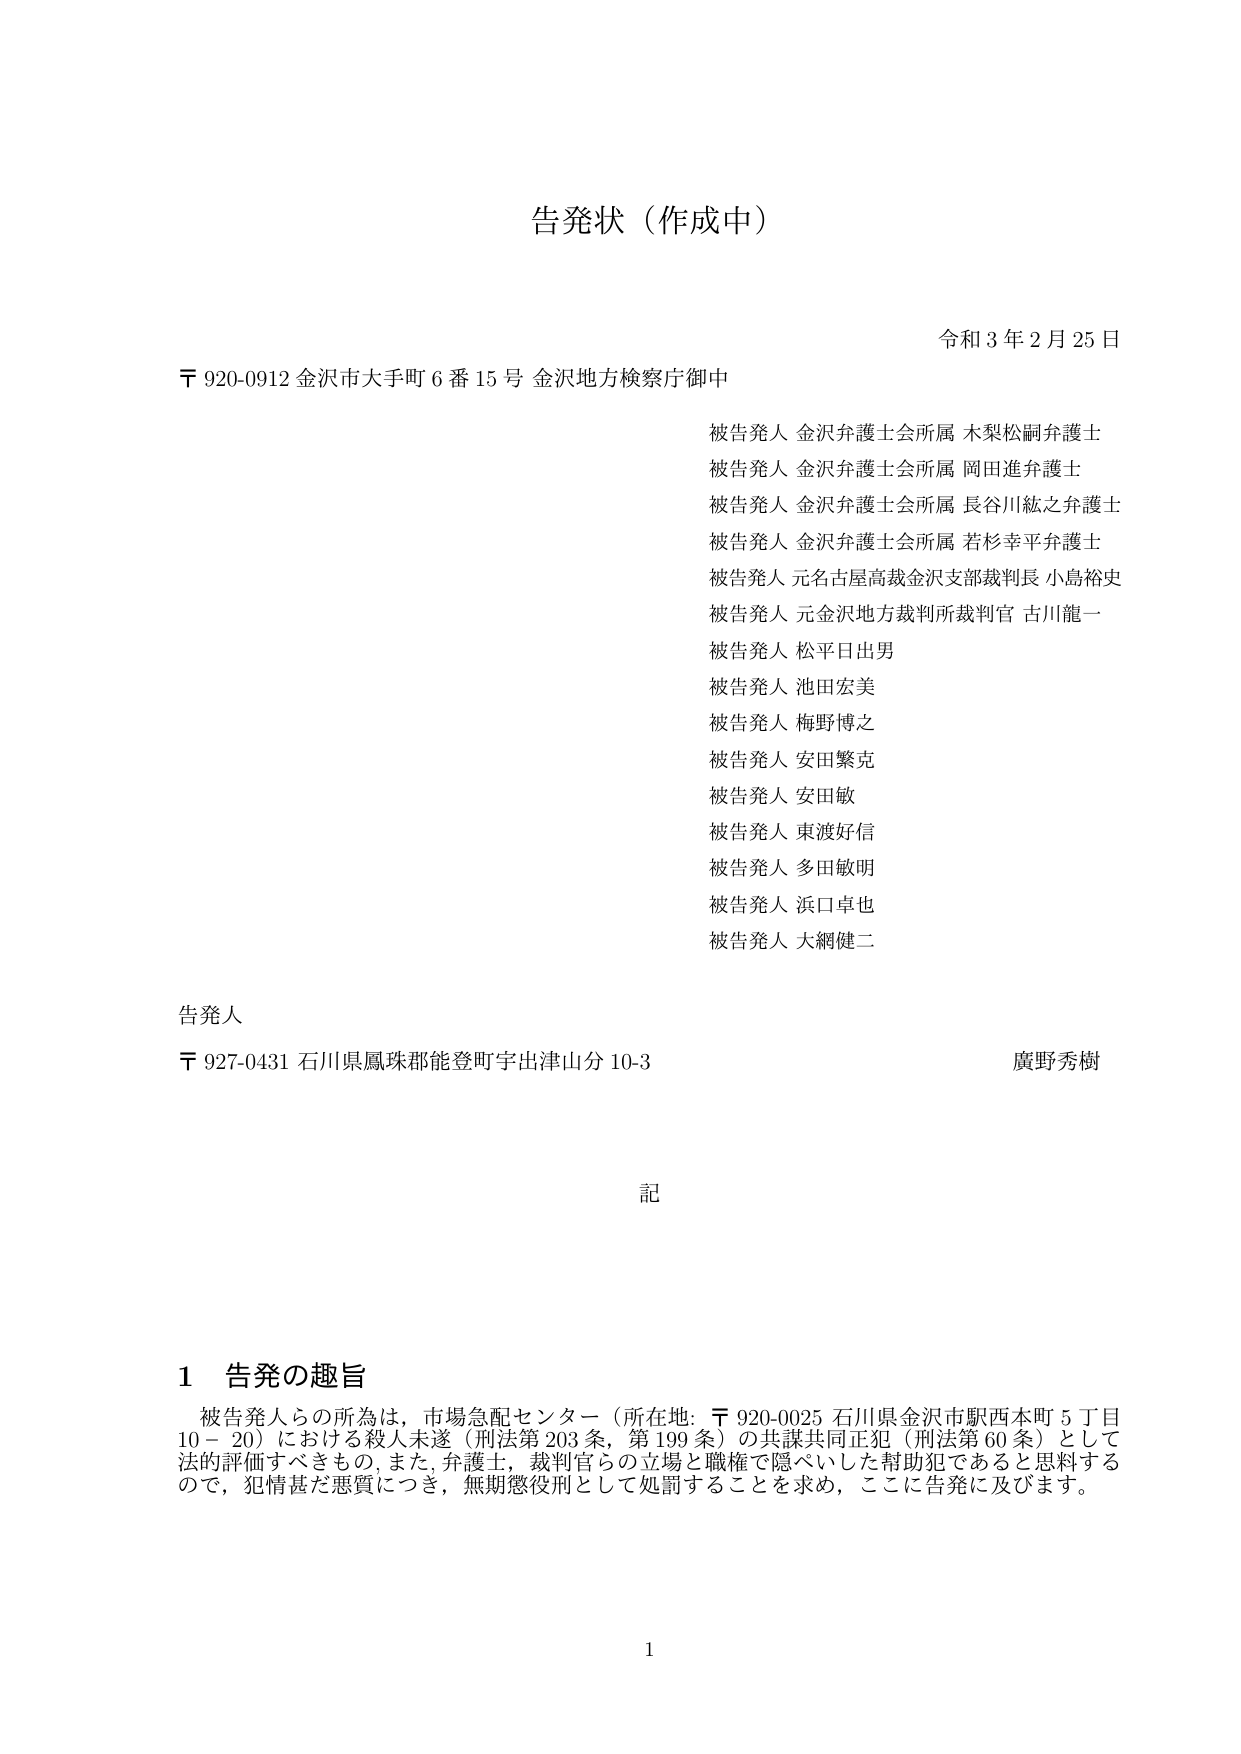 告発状（作成中）
令和 3 年 2 月 25 日
〒 920-0912 金沢市大手町 6 番 15 号 金沢地方検察庁御中
被告発人 金沢弁護士会所属 木梨松嗣弁護士
被告発人 金沢弁護士会所属 岡田進弁護士
被告発人 金沢弁護士会所属 長谷川紘之弁護士
被告発人 金沢弁護士会所属 若杉幸平弁護士
被告発人 元名古屋高裁金沢支部裁判長 小島裕史
被告発人 元金沢地方裁判所裁判官 古川龍一
被告発人 松平日出男
被告発人 池田宏美
被告発人 梅野博之
被告発人 安田繁克
被告発人 安田敏
被告発人 東渡好信
被告発人 多田敏明
被告発人 浜口卓也
被告発人 大網健二
告発人
〒 927-0431 石川県鳳珠郡能登町宇出津山分 10-3 廣野秀樹
記
1 告発の趣旨
被告発人らの所為は，市場急配センター（所在地: 〒 920-0025 石川県金沢市駅西本町 5 丁目
10 − 20）における殺人未遂（刑法第 203 条，第 199 条）の共謀共同正犯（刑法第 60 条）として
法的評価すべきもの, また, 弁護士，裁判官らの立場と職権で隠ぺいした幇助犯であると思料する
ので，犯情甚だ悪質につき，無期懲役刑として処罰することを求め，ここに告発に及びます。
1